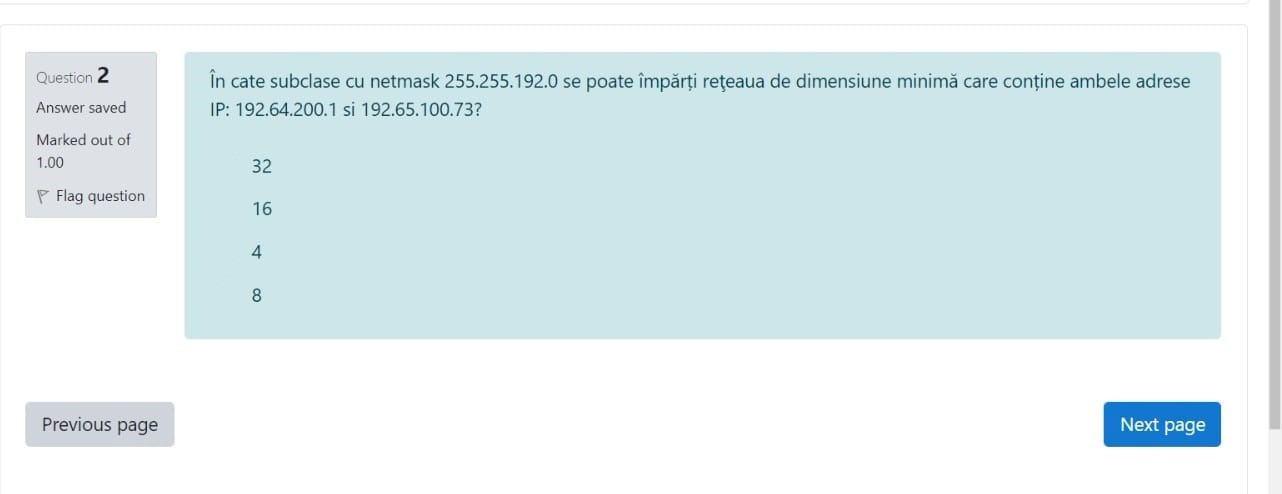 Question 2
Answer saved
Marked out of
1.00
Flag question
În cate subclase cu netmask 255.255.192.0 se poate împărți reţeaua de dimensiune minimă care conține ambele adrese
IP: 192.64.200.1 si 192.65.100.73?
32
16
4
8
Previous page
Next page